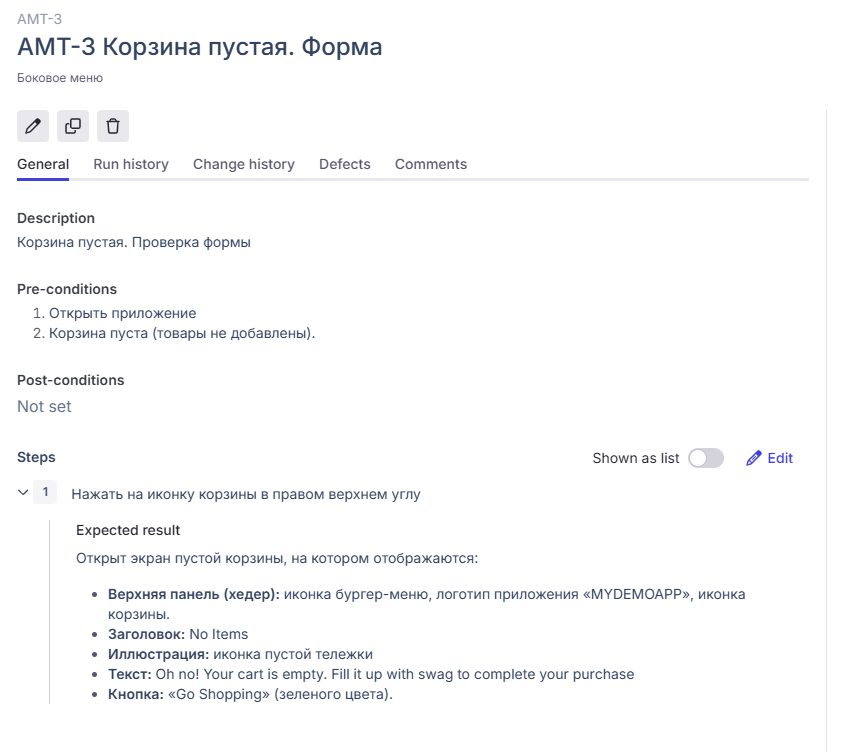 AMT-3
AMT-3 Корзина пустая. Форма
Боковое меню
General Run history Change history Defects Comments
Description
Корзина пустая. Проверка формы
Pre-conditions
1. Открыть приложение
2. Корзина пуста (товары не добавлены).
Post-conditions
Not set
Steps Shown as list Edit
1 Нажать на иконку корзины в правом верхнем углу
Expected result
Открыт экран пустой корзины, на котором отображаются:
• Верхняя панель (хедер): иконка бургер-меню, логотип приложения «MYDEMOAPP», иконка
корзины.
• Заголовок: No Items
• Иллюстрация: иконка пустой тележки
• Текст: Oh no! Your cart is empty. Fill it up with swag to complete your purchase
• Кнопка: «Go Shopping» (зеленого цвета).